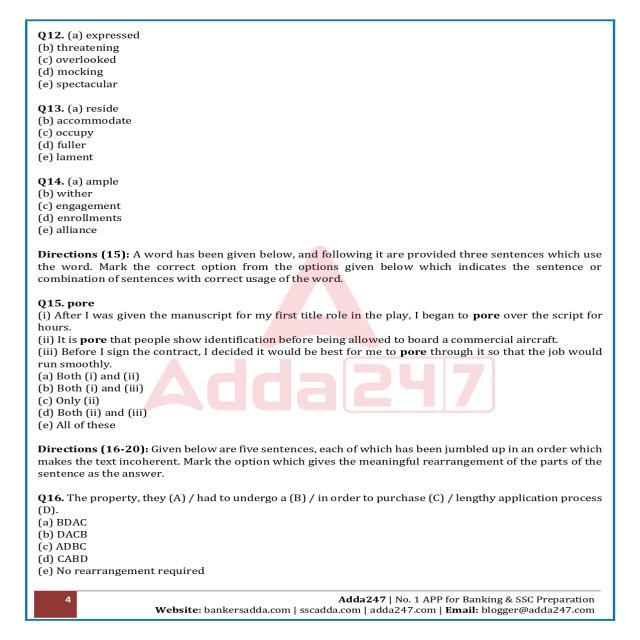 Q12. (a) expressed
(b) threatening
(c) overlooked
(d) mocking
(e) spectacular
Q13. (a) reside
(b) accommodate
(c) occupy
(d) fuller
(e) lament
Q14. (a) ample
(b) wither
(c) engagement
(d) enrollments
(e) alliance
Directions (15): A word has been given below, and following it are provided three sentences which use
the word. Mark the correct option from the options given below which indicates the sentence or
combination of sentences with correct usage of the word.
Q15. pore
(i) After I was given the manuscript for my first title role in the play, I began to pore over the script for
hours.
(ii) It is pore that people show identification before being allowed to board a commercial aircraft.
(iii) Before I sign the contract, I decided it would be best for me to pore through it so that the job would
run smoothly.
(a) Both (i) and (ii)
(b) Both (i) and (iii)
(c) Only (ii)
(d) Both (ii) and (iii)
(e) All of these
Adda247
Directions (16-20): Given below are five sentences, each of which has been jumbled up in an order which
makes the text incoherent. Mark the option which gives the meaningful rearrangement of the parts of the
sentence as the answer.
Q16. The property, they (A) / had to undergo a (B) / in order to purchase (C) / lengthy application process
(D).
(a) BDAC
(b) DACB
(c) ADBC
(d) CABD
(e) No rearrangement required
4
Adda247 | No. 1 APP for Banking & SSC Preparation
Website: bankersadda.com | sscadda.com | adda247.com | Email: blogger@adda247.com